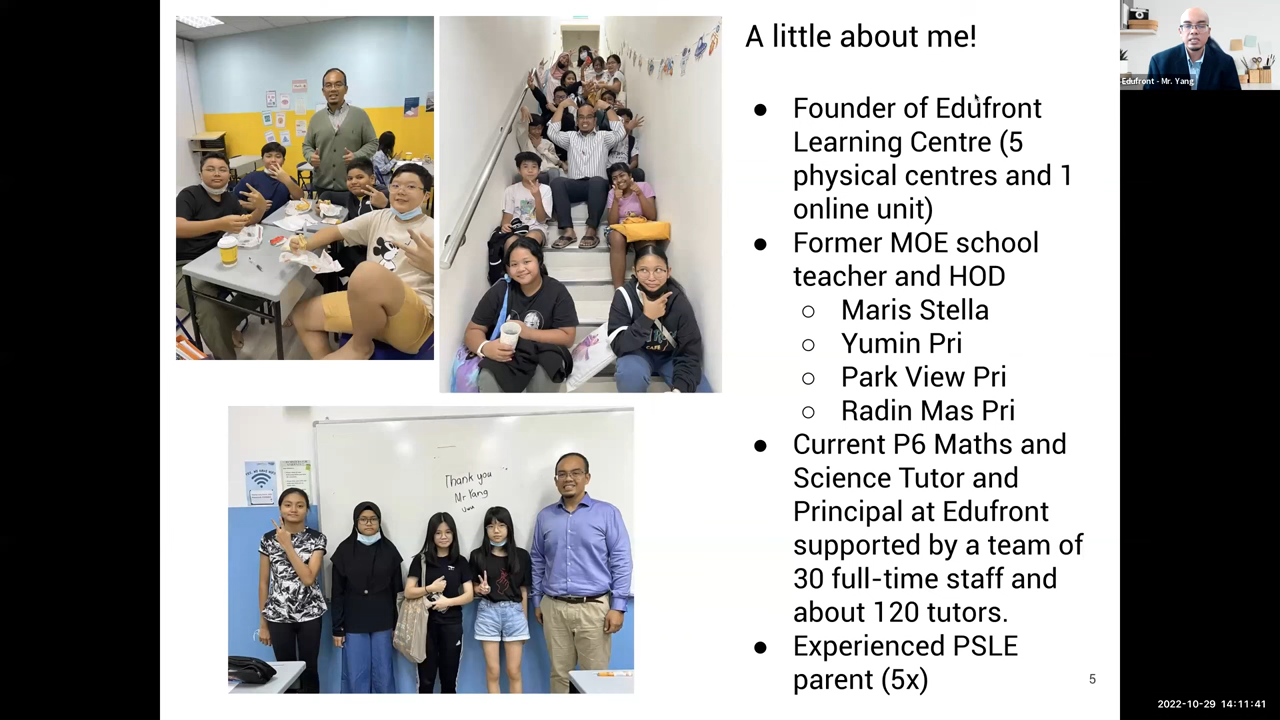 A little about me!
● Founder of Edufront
Learning Centre (5
physical centres and 1
online unit)
● Former MOE school
teacher and HOD
○ Maris Stella
○ Yumin Pri
○ Park View Pri
○ Radin Mas Pri
● Current P6 Maths and
Science Tutor and
Principal at Edufront
supported by a team of
30 full-time staff and
about 120 tutors.
● Experienced PSLE
parent (5x)
5
Thank you
Mr Yang
Edufront - Mr. Yang
2022-10-29 14:11:41